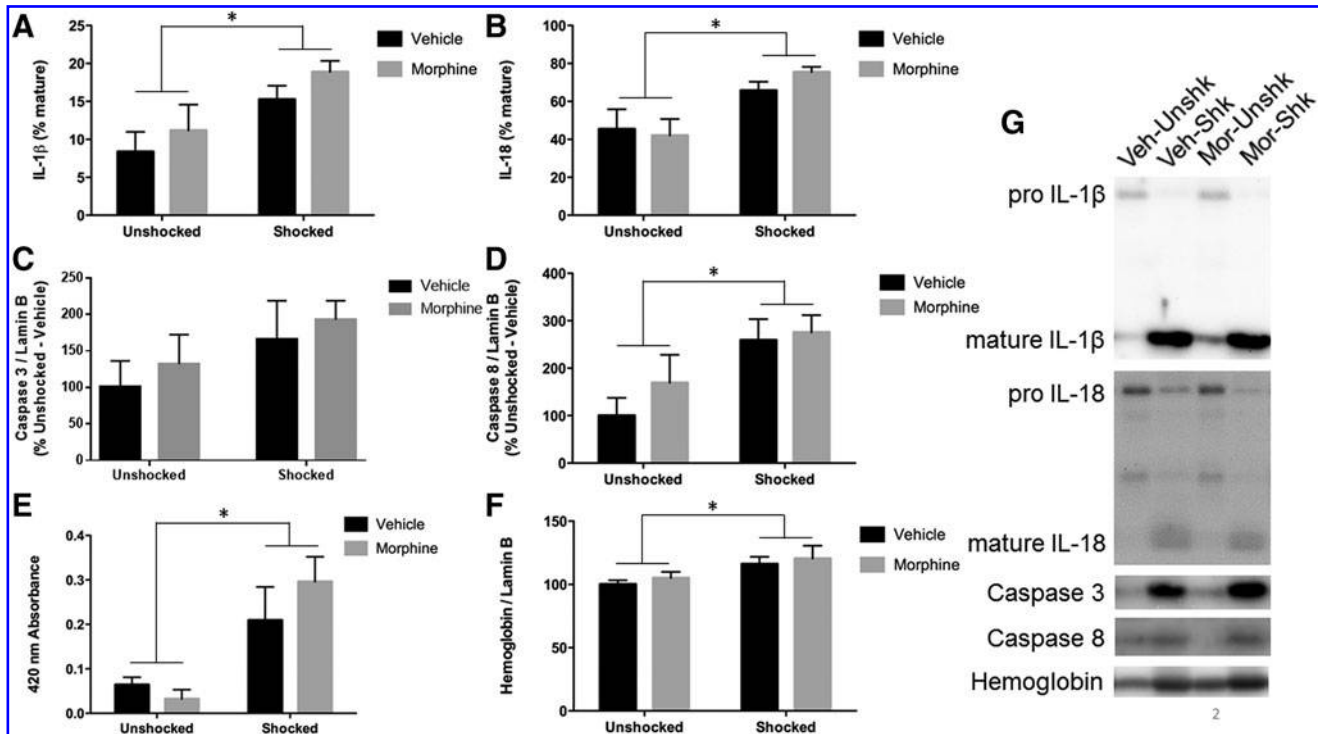 A
*
IL-1β (% mature)
25
20
15
10
5
0
Unshocked
Shocked
Vehicle
Morphine
B
*
IL-18 (% mature)
100
80
60
40
20
0
Unshocked
Shocked
Vehicle
Morphine
C
Caspase 3 / Lamin B
(% Unshocked - Vehicle)
250
200
150
100
50
0
Unshocked
Shocked
Vehicle
Morphine
D
*
Caspase 8 / Lamin B
(% Unshocked - Vehicle)
400
300
200
100
0
Unshocked
Shocked
Vehicle
Morphine
E
*
420 nm Absorbance
0.4
0.3
0.2
0.1
0.0
Unshocked
Shocked
Vehicle
Morphine
F
*
Hemoglobin / Lamin B
150
100
50
0
Unshocked
Shocked
Vehicle
Morphine
G
Veh-Unshk
Veh-Shk
Mor-Unshk
Mor-Shk
pro IL-1β
mature IL-1β
pro IL-18
mature IL-18
Caspase 3
Caspase 8
Hemoglobin
2